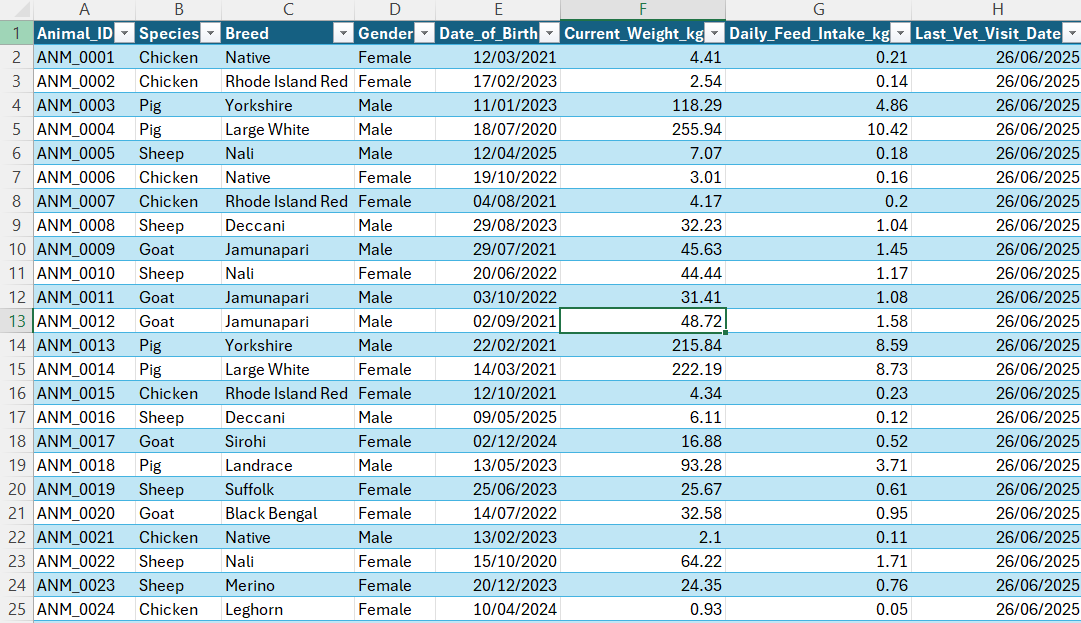 A B C D E F G H
1 Animal_ID Species Breed Gender Date_of_Birth Current_Weight_kg Daily_Feed_Intake_kg Last_Vet_Visit_Date
2 ANM_0001 Chicken Native Female 12/03/2021 4.41 0.21 26/06/2025
3 ANM_0002 Chicken Rhode Island Red Female 17/02/2023 2.54 0.14 26/06/2025
4 ANM_0003 Pig Yorkshire Male 11/01/2023 118.29 4.86 26/06/2025
5 ANM_0004 Pig Large White Male 18/07/2020 255.94 10.42 26/06/2025
6 ANM_0005 Sheep Nali Male 12/04/2025 7.07 0.18 26/06/2025
7 ANM_0006 Chicken Native Female 19/10/2022 3.01 0.16 26/06/2025
8 ANM_0007 Chicken Rhode Island Red Female 04/08/2021 4.17 0.2 26/06/2025
9 ANM_0008 Sheep Deccani Male 29/08/2023 32.23 1.04 26/06/2025
10 ANM_0009 Goat Jamunapari Male 29/07/2021 45.63 1.45 26/06/2025
11 ANM_0010 Sheep Nali Female 20/06/2022 44.44 1.17 26/06/2025
12 ANM_0011 Goat Jamunapari Male 03/10/2022 31.41 1.08 26/06/2025
13 ANM_0012 Goat Jamunapari Male 02/09/2021 48.72 1.58 26/06/2025
14 ANM_0013 Pig Yorkshire Male 22/02/2021 215.84 8.59 26/06/2025
15 ANM_0014 Pig Large White Female 14/03/2021 222.19 8.73 26/06/2025
16 ANM_0015 Chicken Rhode Island Red Female 12/10/2021 4.34 0.23 26/06/2025
17 ANM_0016 Sheep Deccani Male 09/05/2025 6.11 0.12 26/06/2025
18 ANM_0017 Goat Sirohi Female 02/12/2024 16.88 0.52 26/06/2025
19 ANM_0018 Pig Landrace Male 13/05/2023 93.28 3.71 26/06/2025
20 ANM_0019 Sheep Suffolk Female 25/06/2023 25.67 0.61 26/06/2025
21 ANM_0020 Goat Black Bengal Female 14/07/2022 32.58 0.95 26/06/2025
22 ANM_0021 Chicken Native Male 13/02/2023 2.1 0.11 26/06/2025
23 ANM_0022 Sheep Nali Female 15/10/2020 64.22 1.71 26/06/2025
24 ANM_0023 Sheep Merino Female 20/12/2023 24.35 0.76 26/06/2025
25 ANM_0024 Chicken Leghorn Female 10/04/2024 0.93 0.05 26/06/2025